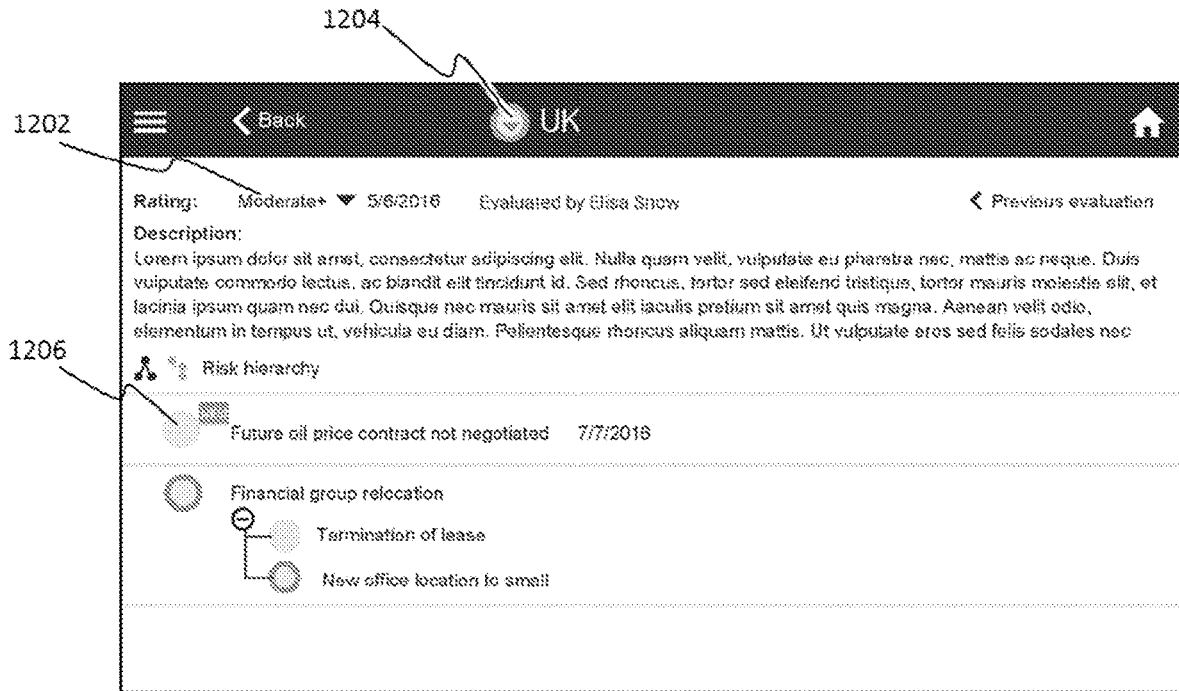 1204
1202
Back
UK
Rating: Moderate+ 5/6/2016 Evaluated by Elisa Snow Previous evaluation
Description:
Lorem ipsum dolor sit amet, consectetur adipiscing elit. Nulla quam velit, vulputate eu pharetra nec, mattis ac neque. Duis
vulputate commodo lectus, ac blandit elit tincidunt id. Sed rhoncus, tortor sed eleifend tristique, tortor mauris molestie elit, et
lacinia ipsum quam nec dui. Quisque nec mauris sit amet elit iaculis pretium sit amet quis magna. Aenean velit odio,
elementum in tempus ut, vehicula eu diam. Pellentesque rhoncus aliquam mattis. Ut vulputate eros sed felis sodales nec
1206
Risk hierarchy
Future oil price contract not negotiated 7/7/2016
Financial group relocation
Termination of lease
New office location to small